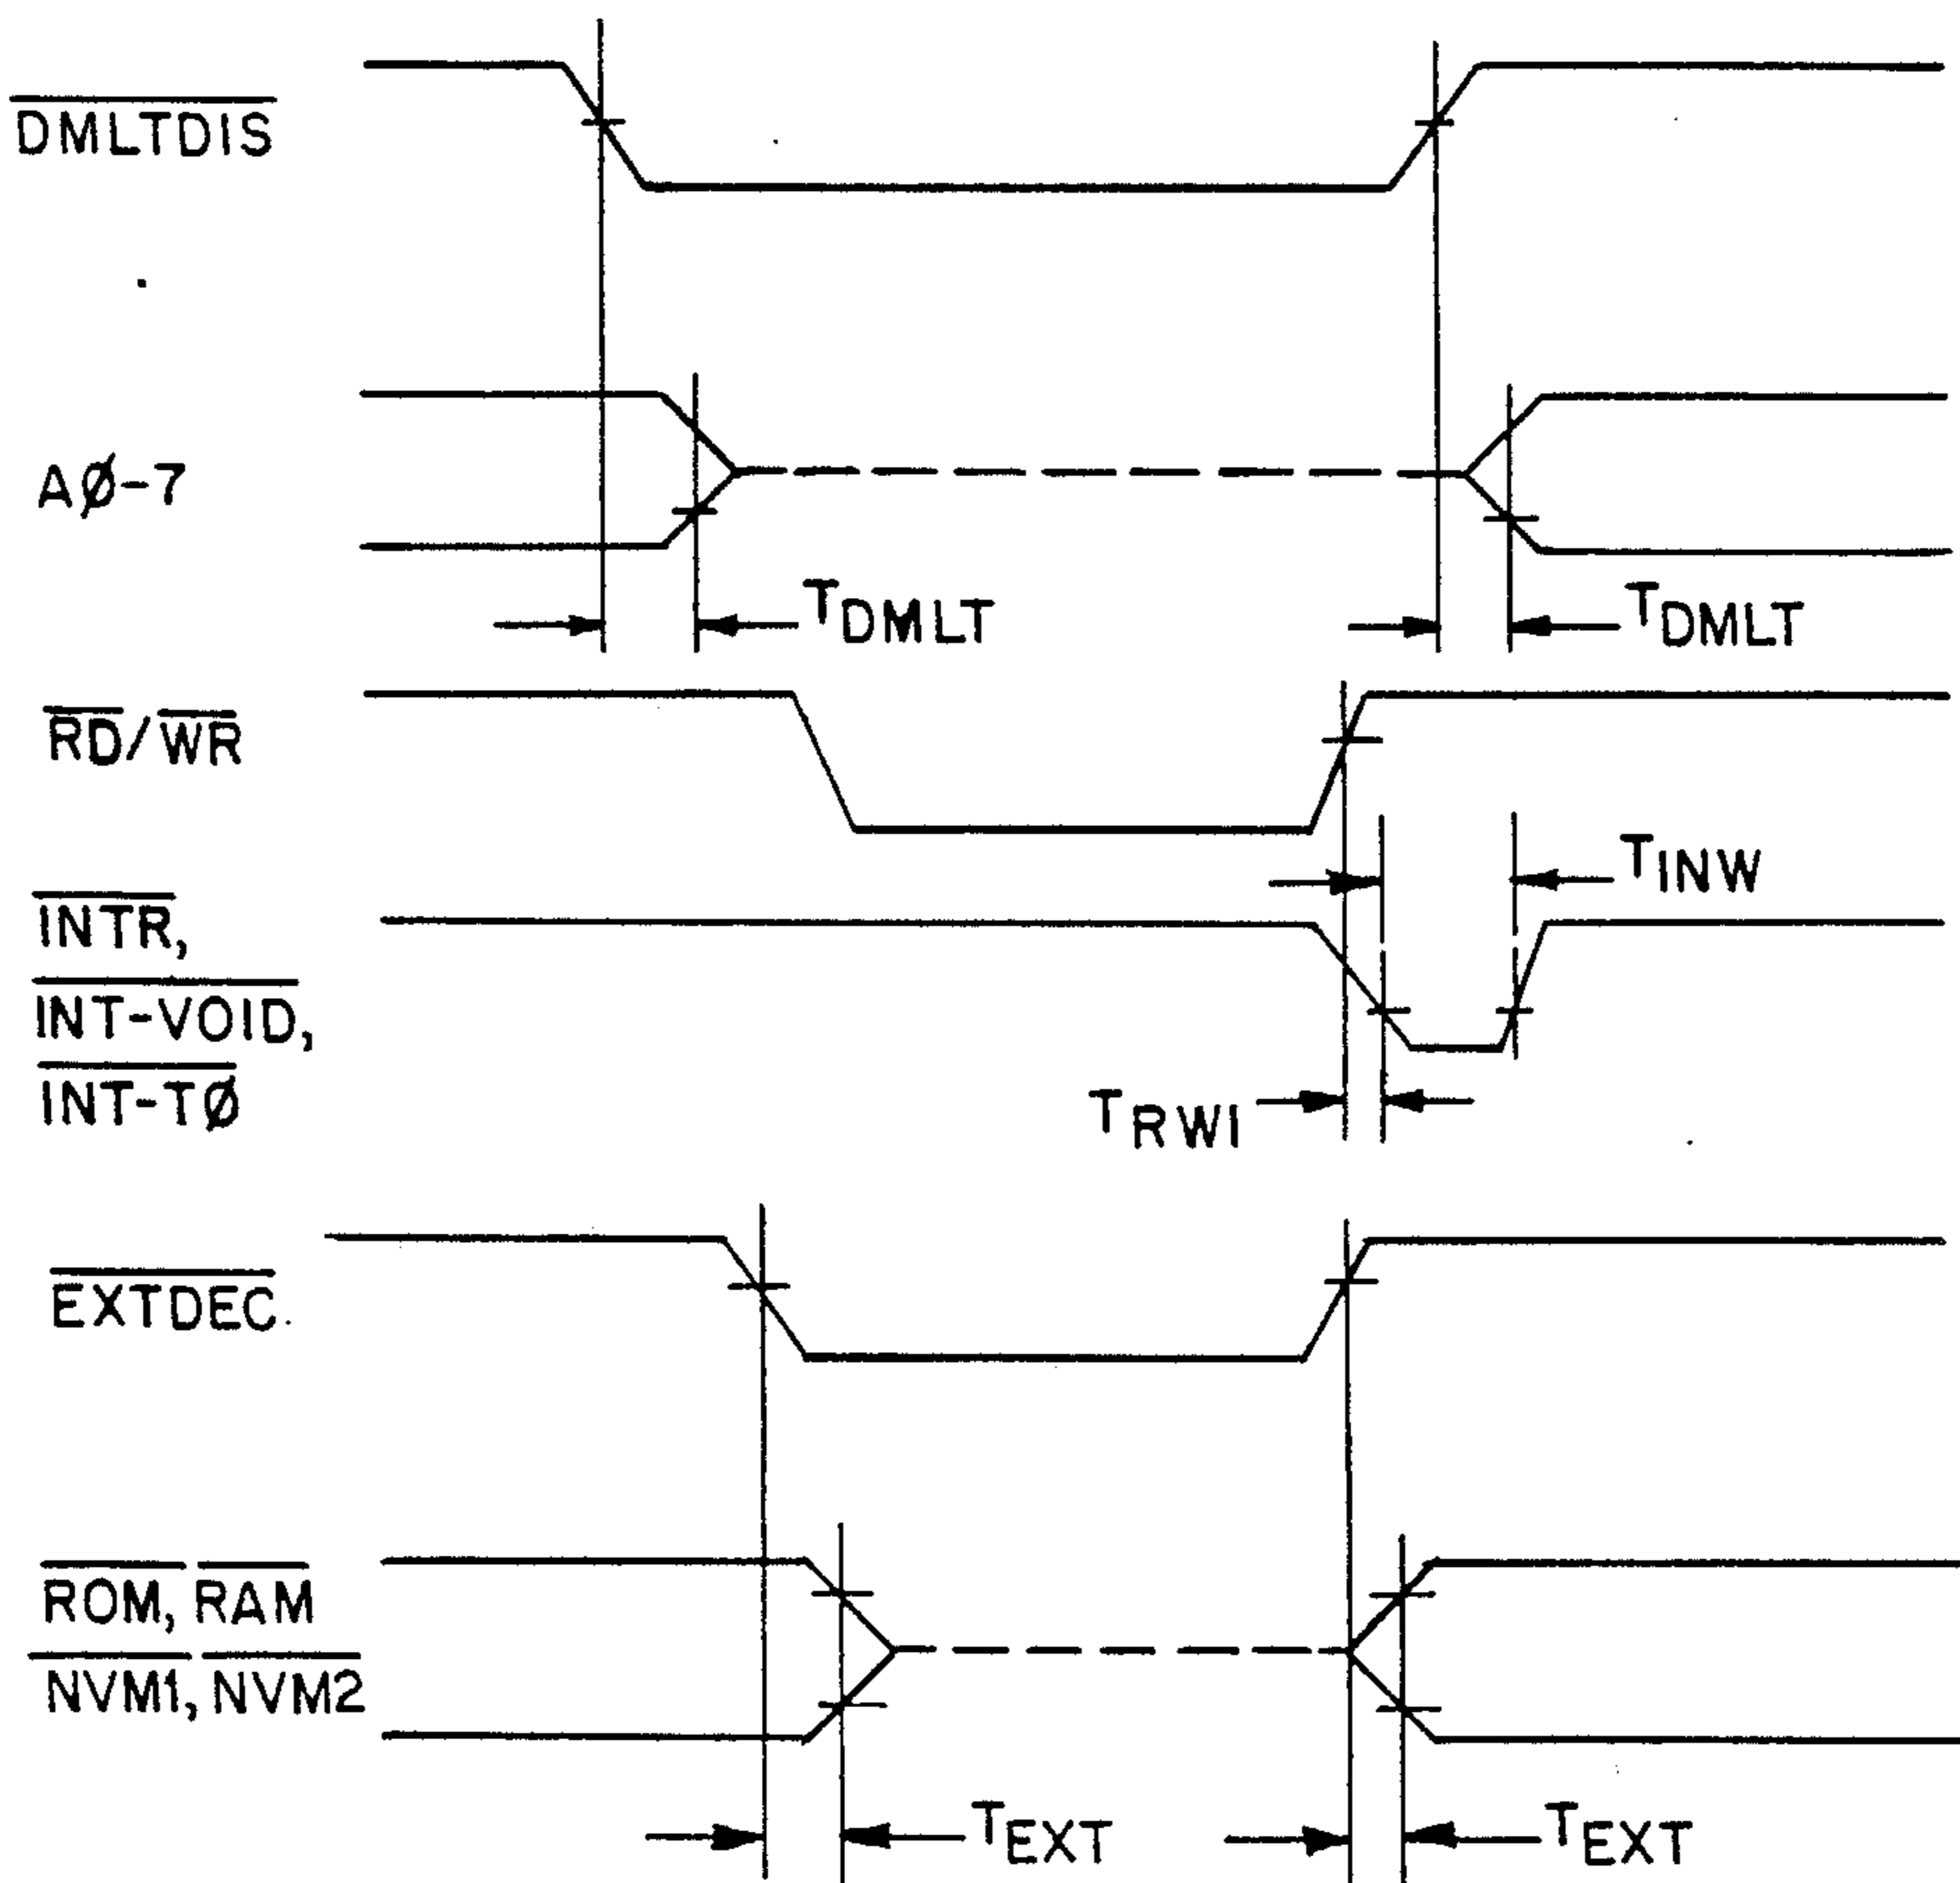 DMLTDIS
AØ-7
TDMLT
TDMLT
RD/WR
TINW
INTR,
INT-VOID,
INT-TØ
TRWI
EXTDEC
ROM, RAM
NVM1, NVM2
TEXT
TEXT